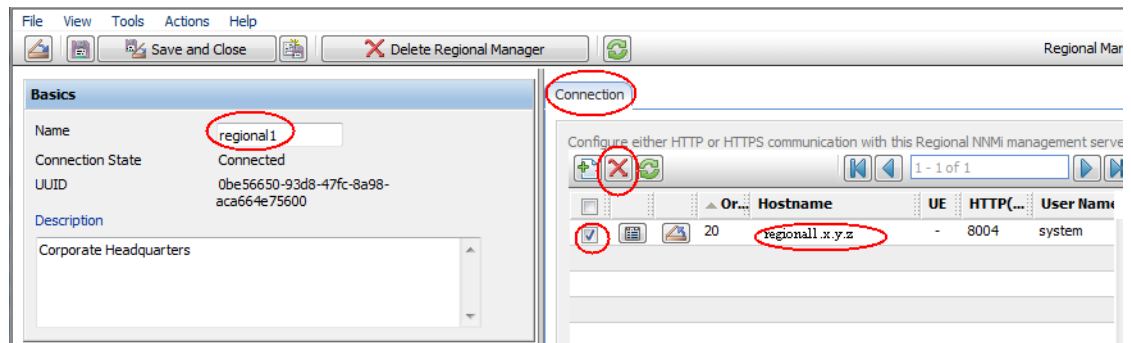 File View Tools Actions Help
Save and Close Delete Regional Manager Regional Mar
Basics
Name regional1
Connection State Connected
UUID 0be56650-93d8-47fc-8a98-
aca664e75600
Description
Corporate Headquarters
Connection
Configure either HTTP or HTTPS communication with this Regional NNMi management serve
1 - 1 of 1
Or... Hostname UE HTTP(... User Name
20 regional1.x.y.z - 8004 system